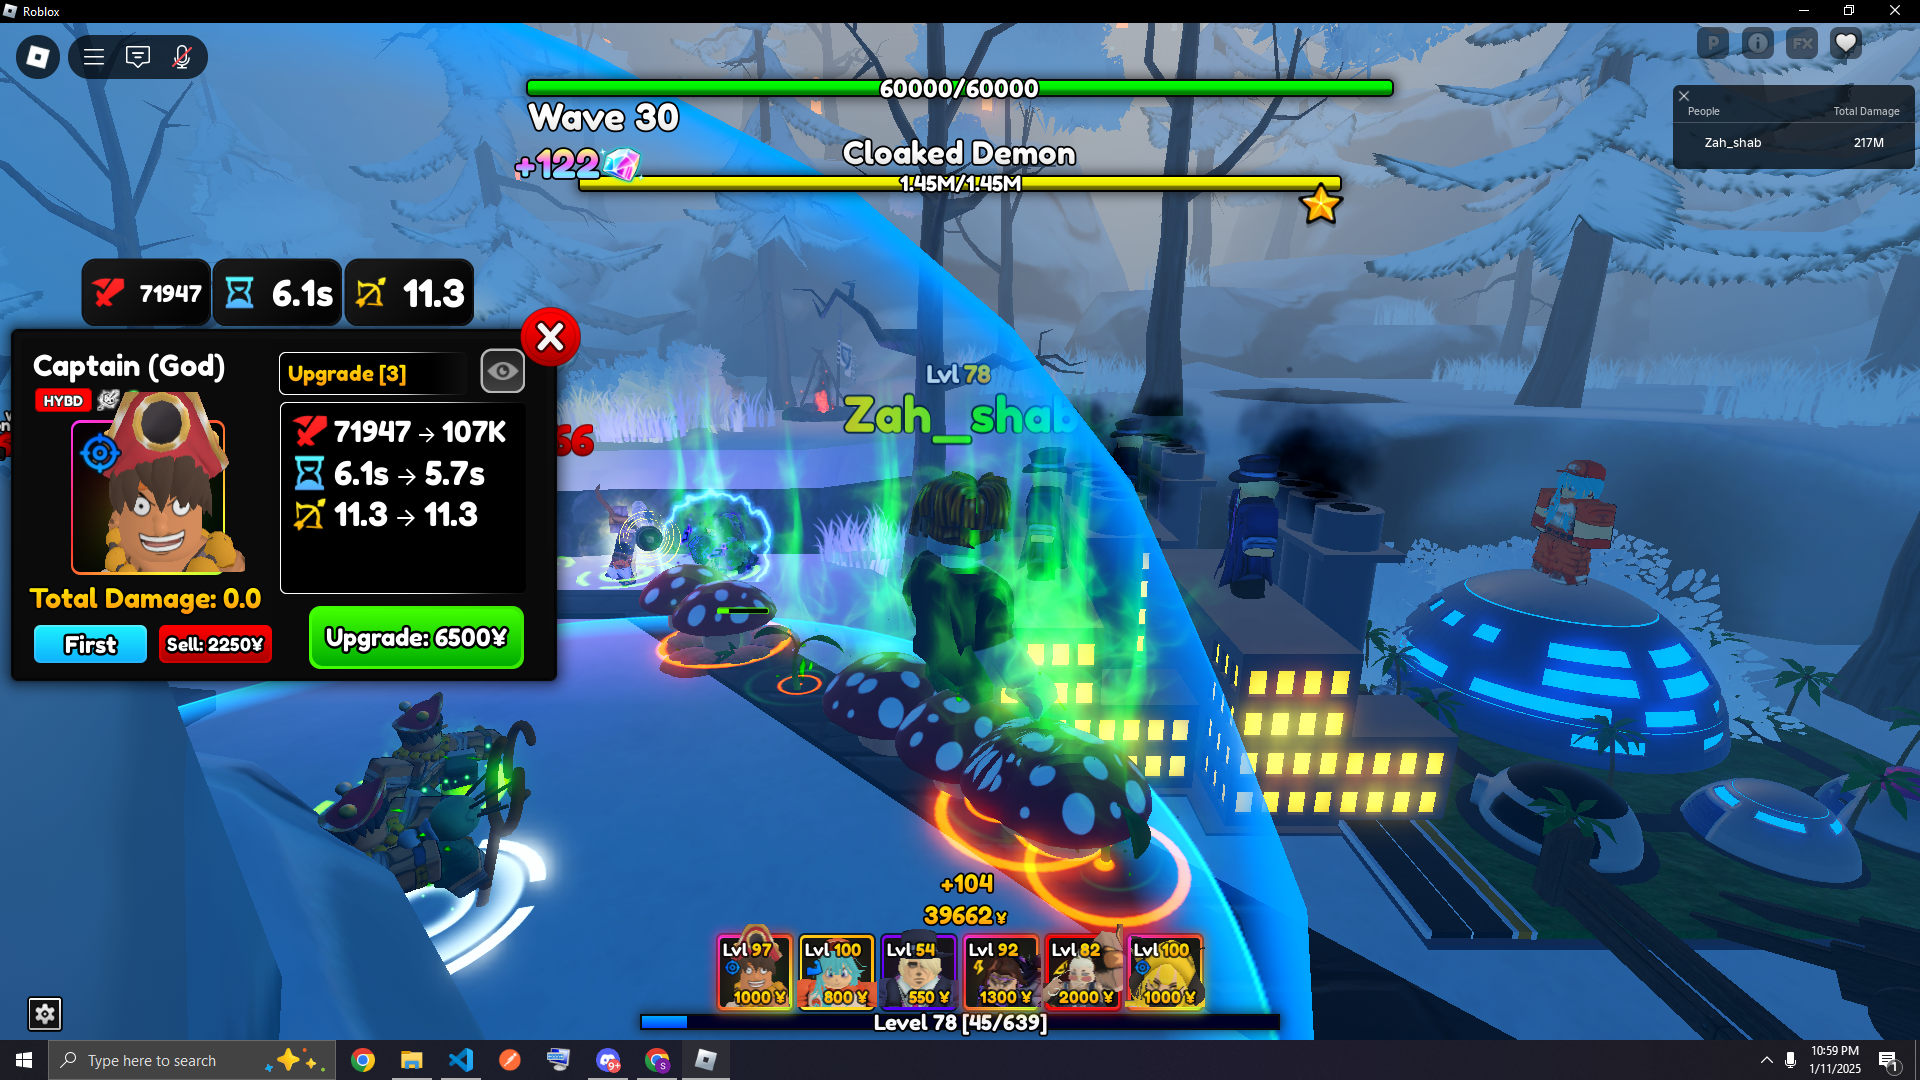 Roblox
60000/60000
Wave 30
+122
Cloaked Demon
1.45M/1.45M
P
FX
People
Total Damage
Zah_shab
217M
71947
6.1s
11.3
Captain (God)
HYBD
Upgrade [3]
71947 → 107K
6.1s → 5.7s
11.3 → 11.3
Total Damage: 0.0
First
Sell: 2250¥
Upgrade: 6500¥
Lvl 78
Zah_shab
+104
39662¥
Lvl 97
1000 ¥
Lvl 100
800 ¥
Lvl 54
550 ¥
Lvl 92
1300 ¥
Lvl 82
2000 ¥
Lvl 100
1000 ¥
Level 78 [45/639]
Type here to search
9+
S
10:59 PM
1/11/2025
1